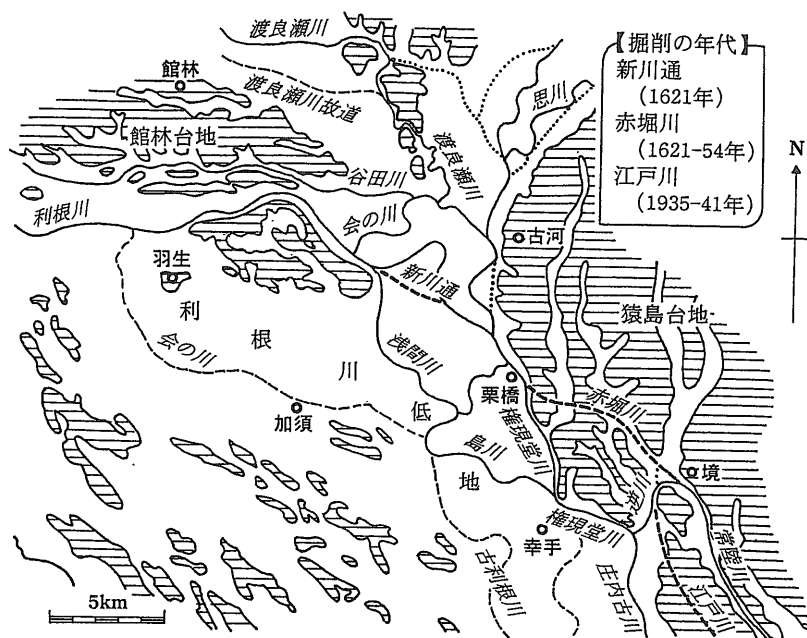 渡良瀬川
館林
渡良瀬川故道
館林台地
思川
渡良瀬川
谷田川
利根川
会の川
古河
羽生
新川通
利根川低地
会の川
浅間川
猿島台地
栗橋
赤堀川
加須
権現堂川
島川
逆川
境
権現堂川
幸手
常陸川
古利根川
庄内古川
江戸川
5km
N
【掘削の年代】
新川通
(1621年)
赤堀川
(1621-54年)
江戸川
(1935-41年)